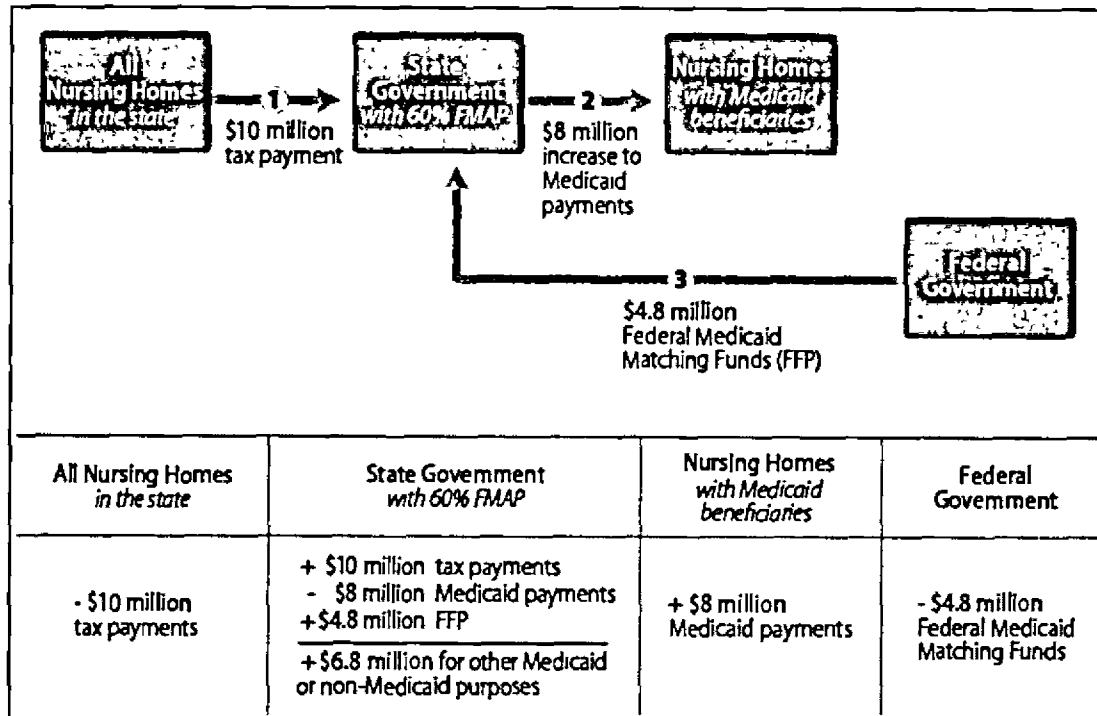 All
Nursing Homes
in the state
1
$10 million
tax payment
State
Government
with 60% FMAP
2
$8 million
increase to
Medicaid
payments
Nursing Homes
with Medicaid
beneficiaries
Federal
Government
3
$4.8 million
Federal Medicaid
Matching Funds (FFP)
All Nursing Homes
in the state
State Government
with 60% FMAP
Nursing Homes
with Medicaid
beneficiaries
Federal
Government
- $10 million
tax payments
+ $10 million tax payments
- $8 million Medicaid payments
+$4.8 million FFP
+$6.8 million for other Medicaid
or non-Medicaid purposes
+ $8 million
Medicaid payments
- $4.8 million
Federal Medicaid
Matching Funds